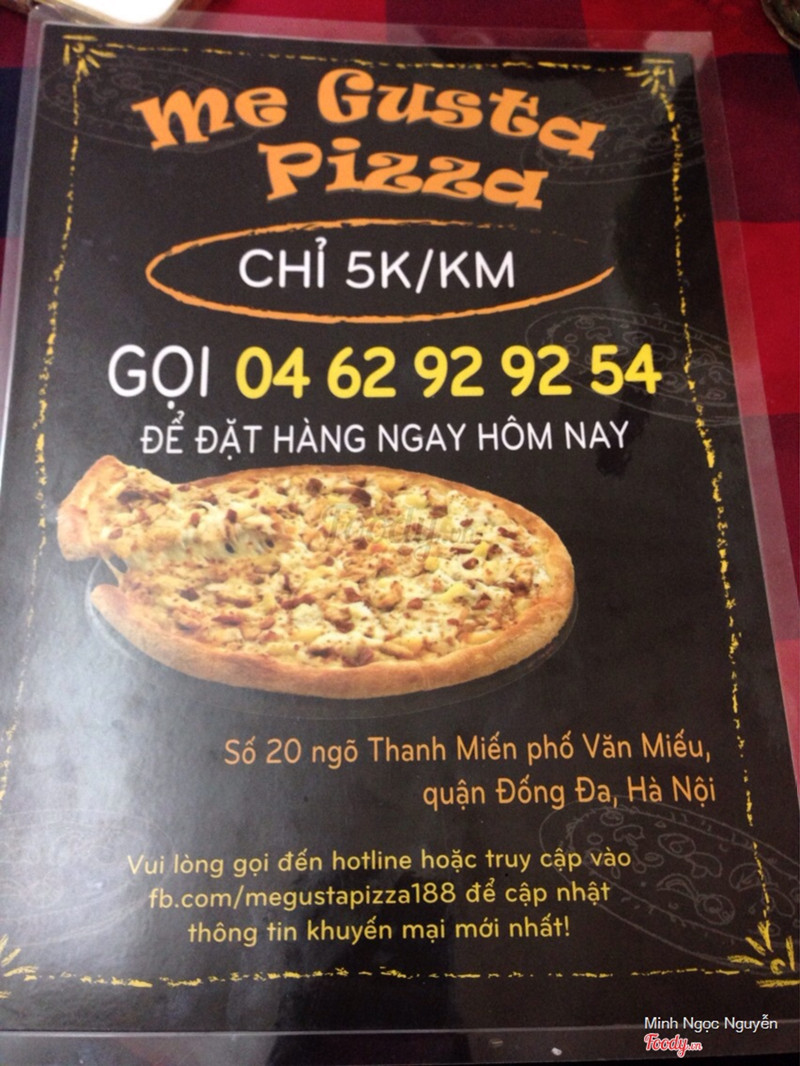 Me Gusta
Pizza
CHỈ 5K/KM
GỌI 04 62 92 92 54
ĐỂ ĐẶT HÀNG NGAY HÔM NAY
Foody.vn
Số 20 ngõ Thanh Miến phố Văn Miếu,
quận Đống Đa, Hà Nội
Vui lòng gọi đến hotline hoặc truy cập vào
fb.com/megustapizza188 để cập nhật
thông tin khuyến mại mới nhất!
Minh Ngọc Nguyễn
Foody.vn